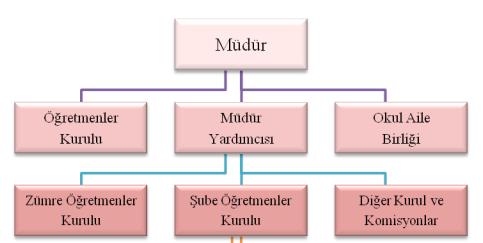 Müdür
Öğretmenler
Kurulu
Müdür
Yardımcısı
Okul Aile
Birliği
Zümre Öğretmenler
Kurulu
Şube Öğretmenler
Kurulu
Diğer Kurul ve
Komisyonlar